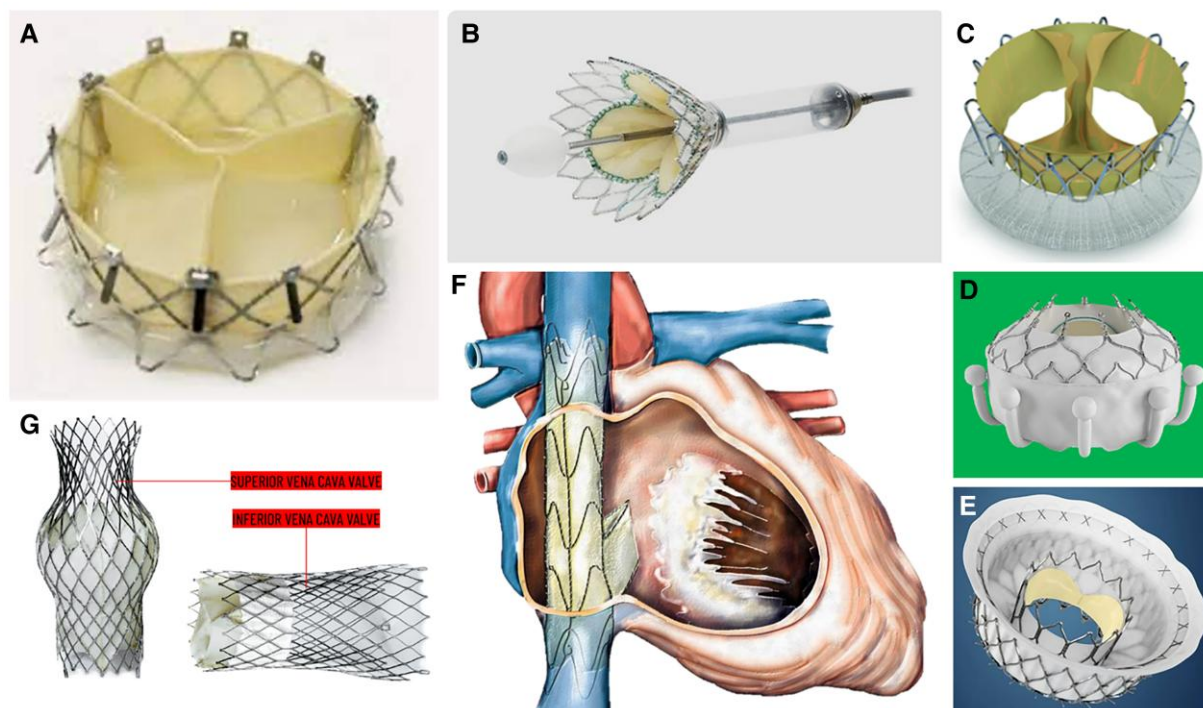 A
B
C
F
D
G
SUPERIOR VENA CAVA VALVE
INFERIOR VENA CAVA VALVE
E